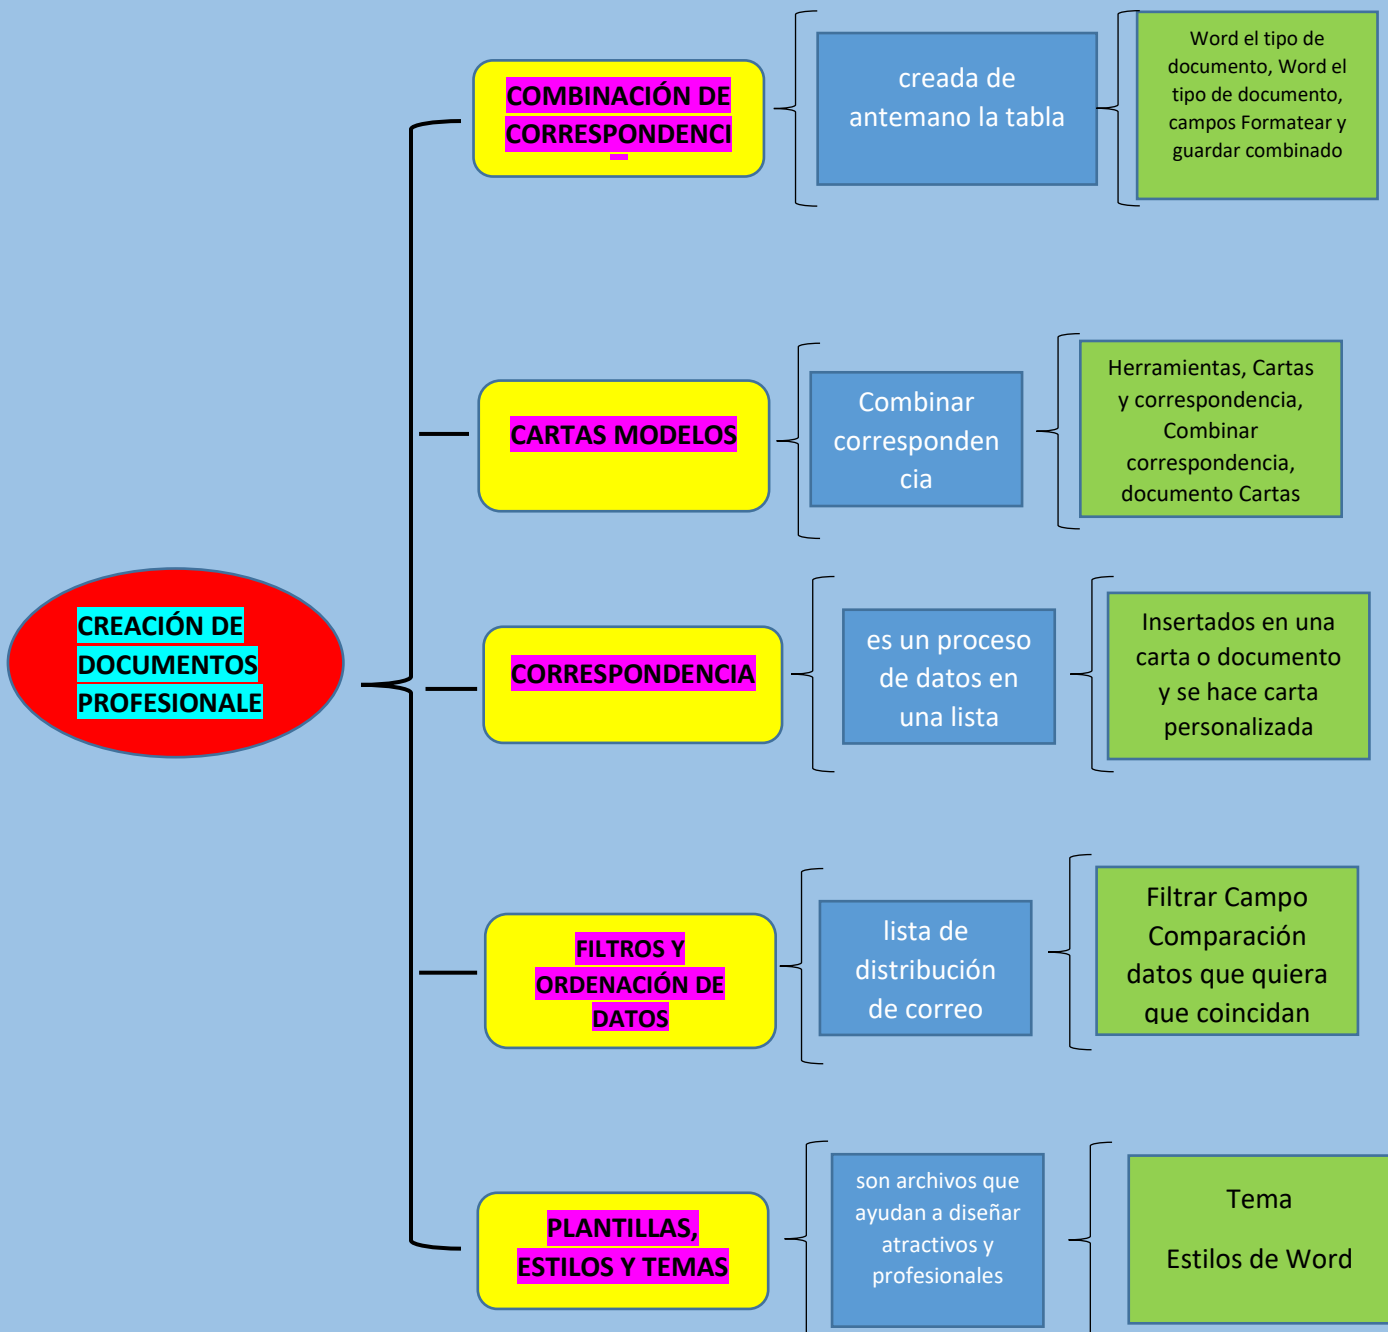 CREACIÓN DE
DOCUMENTOS
PROFESIONALE
COMBINACIÓN DE
CORRESPONDENCI
creada de
antemano la tabla
Word el tipo de
documento, Word el
tipo de documento,
campos Formatear y
guardar combinado
CARTAS MODELOS
Combinar
corresponden
cia
Herramientas, Cartas
y correspondencia,
Combinar
correspondencia,
documento Cartas
CORRESPONDENCIA
es un proceso
de datos en
una lista
Insertados en una
carta o documento
y se hace carta
personalizada
FILTROS Y
ORDENACIÓN DE
DATOS
lista de
distribución
de correo
Filtrar Campo
Comparación
datos que quiera
que coincidan
PLANTILLAS,
ESTILOS Y TEMAS
son archivos que
ayudan a diseñar
atractivos y
profesionales
Tema
Estilos de Word